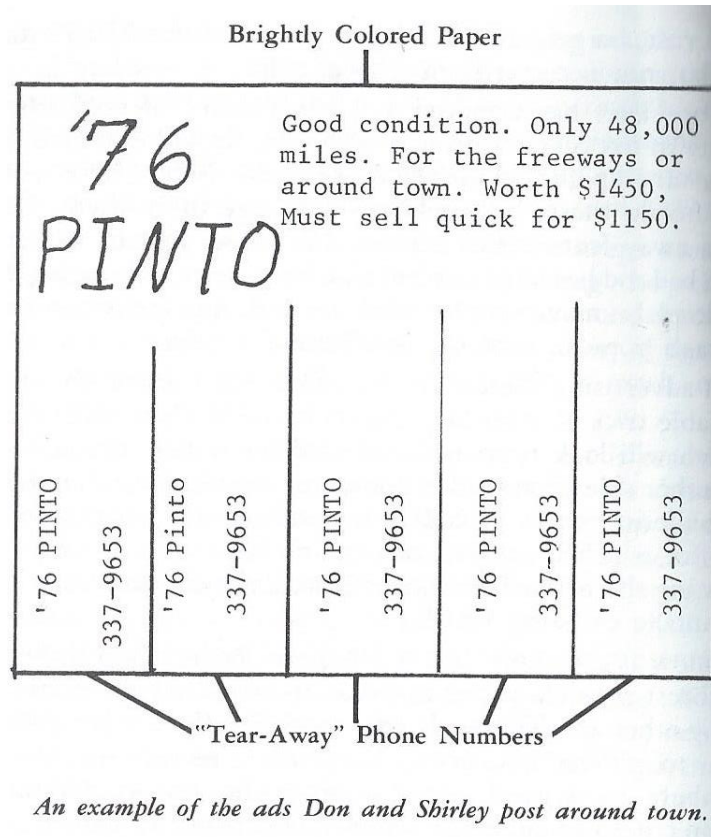 Brightly Colored Paper
'76
PINTO
Good condition. Only 48,000
miles. For the freeways or
around town. Worth $1450,
Must sell quick for $1150.
'76 PINTO
337-9653
'76 Pinto
337-9653
'76 PINTO
337-9653
'76 PINTO
337-9653
'76 PINTO
337 9653
"Tear-Away" Phone Numbers
An example of the ads Don and Shirley post around town.